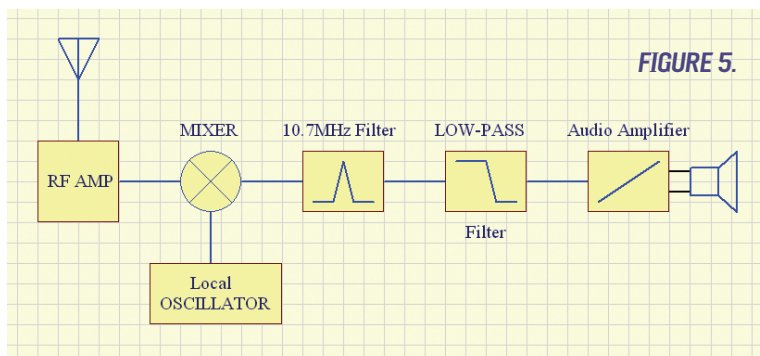 FIGURE 5.
MIXER
10.7MHz Filter
LOW-PASS
Audio Amplifier
RF AMP
Filter
Local
OSCILLATOR